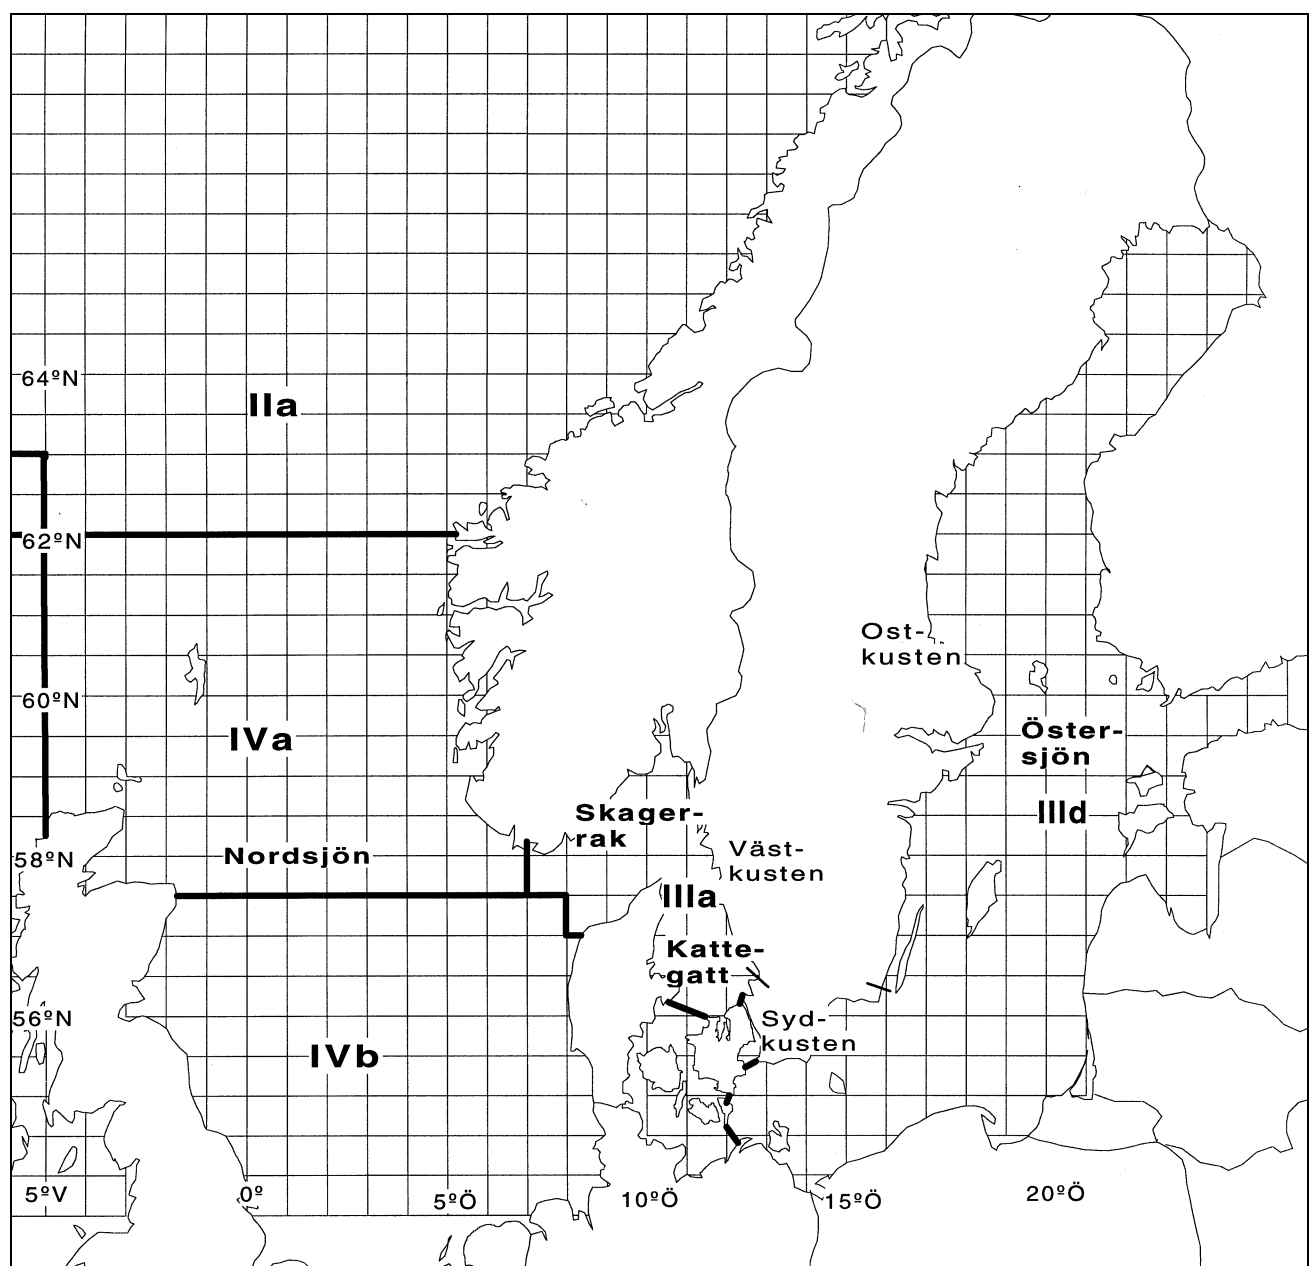 64ºN
IIa
62ºN
Ost-
kusten
60ºN
IVa
Öster-
sjön
Skager-
rak
IIId
Nordsjön
58ºN
Väst-
kusten
IIIa
Katte-
gatt
56ºN
Syd-
kusten
IVb
5ºV
0º
5ºÖ
10ºÖ
15ºÖ
20ºÖ